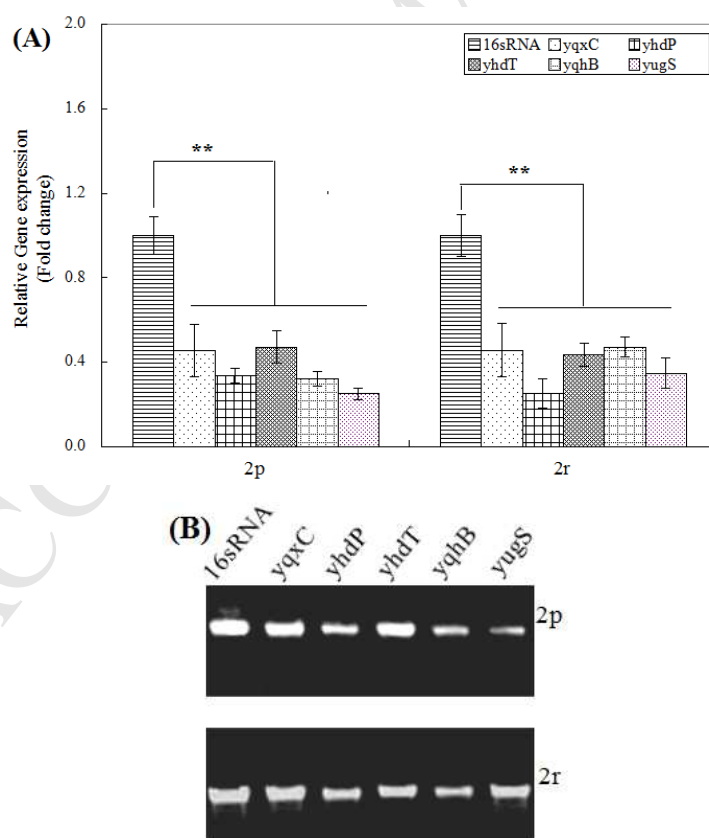 (A)
2.0
1.6
1.2
0.8
0.4
0.0
Relative Gene expression
(Fold change)
16sRNA yqxC yhdP
yhdT yqhB yugS
**
**
2p 2r
ACC
(B)
16sRNA yqxC yhdP yhdT yqhB yugS
2p
2r